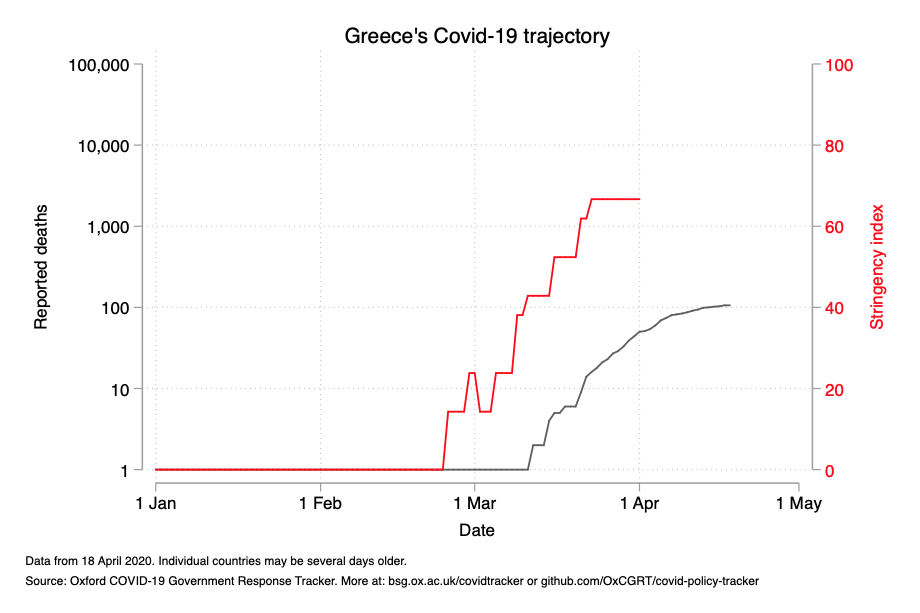 Greece's Covid-19 trajectory
100,000
10,000
1,000
100
10
1
Reported deaths
100
80
60
40
20
0
Stringency index
1 Jan
1 Feb
1 Mar
1 Apr
1 May
Date
Data from 18 April 2020. Individual countries may be several days older.
Source: Oxford COVID-19 Government Response Tracker. More at: bsg.ox.ac.uk/covidtracker or github.com/OxCGRT/covid-policy-tracker